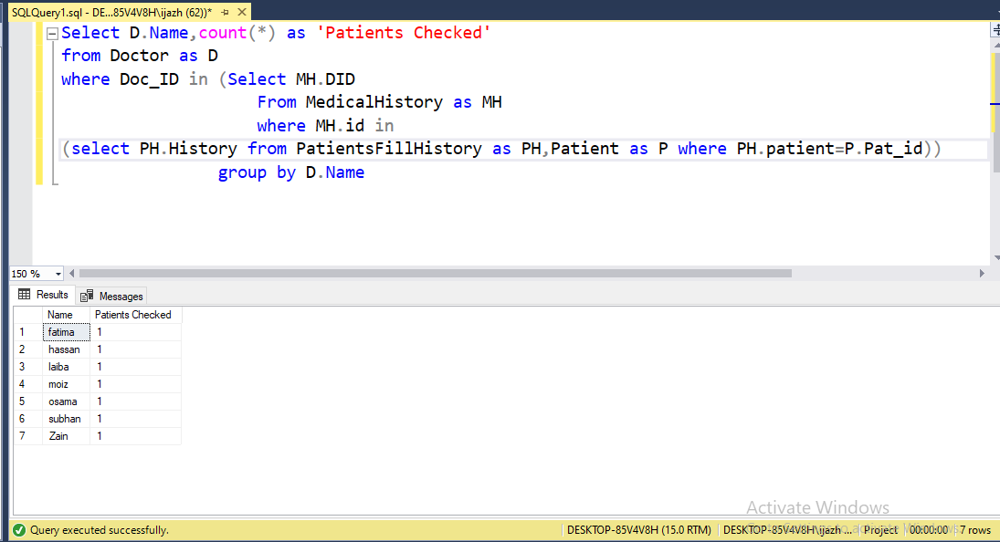 SQLQuery1.sql - DE...85V4V8H\ijazh (62))*
Select D.Name,count(*) as 'Patients Checked'
from Doctor as D
where Doc_ID in (Select MH.DID
From MedicalHistory as MH
where MH.id in
(select PH.History from PatientsFillHistory as PH,Patient as P where PH.patient=P.Pat_id))
group by D.Name
150 %
Results Messages
Name Patients Checked
1 fatima 1
2 hassan 1
3 laiba 1
4 moiz 1
5 osama 1
6 subhan 1
7 Zain 1
Activate Windows
Query executed successfully. DESKTOP-85V4V8H (15.0 RTM) DESKTOP-85V4V8H\ijazh ... Project 00:00:00 7 rows